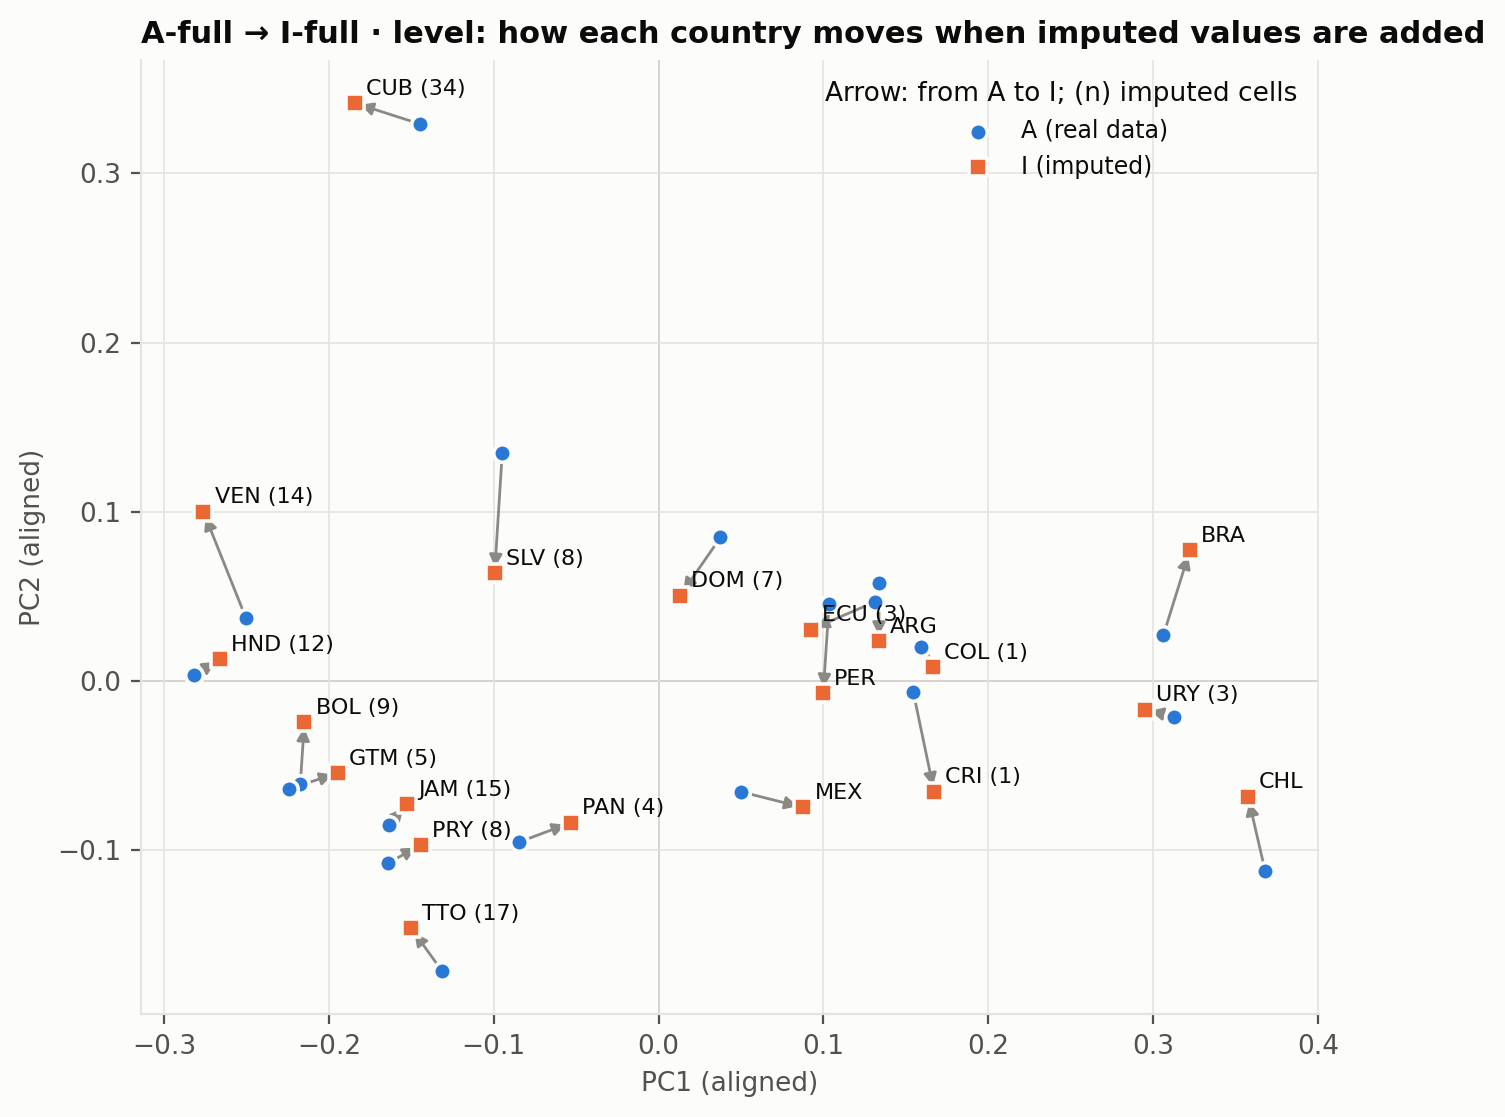 A-full → I-full · level: how each country moves when imputed values are added
Arrow: from A to I; (n) imputed cells
A (real data)
I (imputed)
CUB (34)
VEN (14)
SLV (8)
DOM (7)
BRA
ECU (3)
ARG
HND (12)
COL (1)
PER
URY (3)
BOL (9)
GTM (5)
JAM (15)
MEX
CRI (1)
CHL
PAN (4)
PRY (8)
TTO (17)
PC2 (aligned)
0.3
0.2
0.1
0.0
−0.1
−0.3
−0.2
−0.1
0.0
0.1
0.2
0.3
0.4
PC1 (aligned)